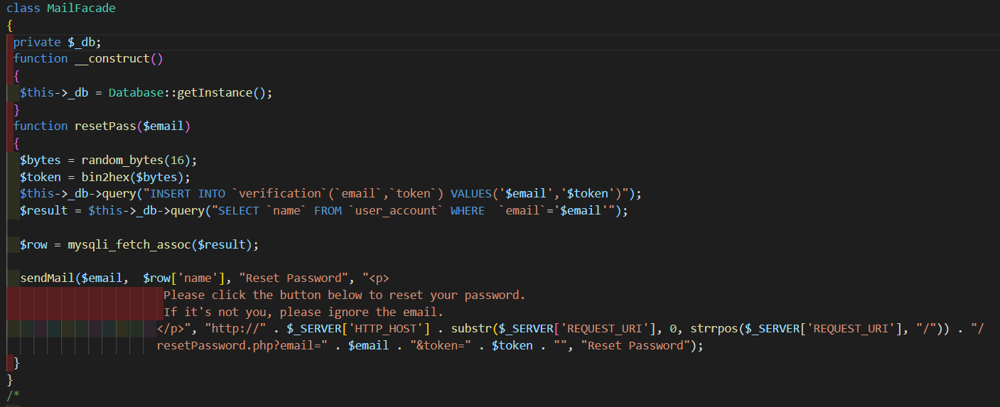 class MailFacade
{
private $_db;
function __construct()
{
$this->_db = Database::getInstance();
}
function resetPass($email)
{
$bytes = random_bytes(16);
$token = bin2hex($bytes);
$this->_db->query("INSERT INTO `verification`(`email`,`token`) VALUES('$email','$token')");
$result = $this->_db->query("SELECT `name` FROM `user_account` WHERE  `email`='$email'");
$row = mysqli_fetch_assoc($result);
sendMail($email,  $row['name'], "Reset Password", "<p>
Please click the button below to reset your password.
If it's not you, please ignore the email.
</p>", "http://" . $_SERVER['HTTP_HOST'] . substr($_SERVER['REQUEST_URI'], 0, strrpos($_SERVER['REQUEST_URI'], "/")) . "/
resetPassword.php?email=" . $email . "&token=" . $token . "", "Reset Password");
}
}
/*